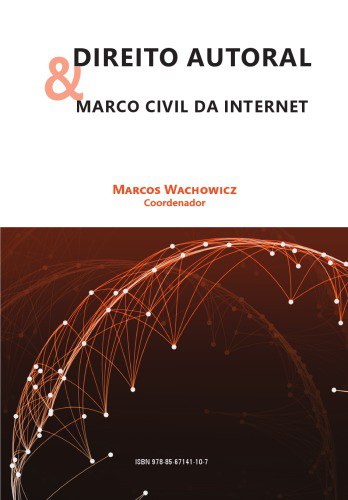 DIREITO AUTORAL
&
MARCO CIVIL DA INTERNET
MARCOS WACHOWICZ
Coordenador
ISBN 978-85-67141-10-7